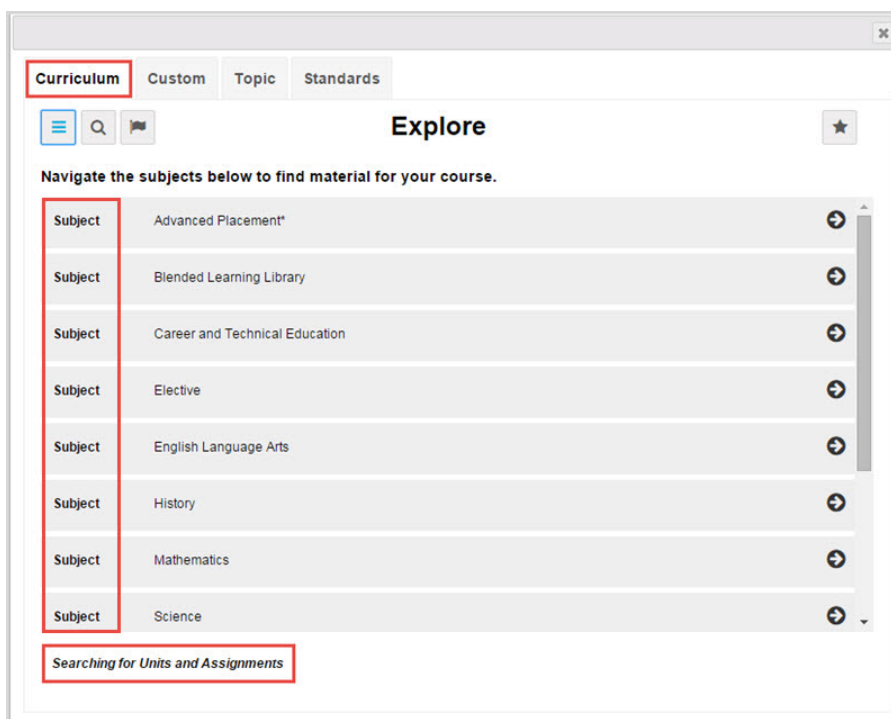 Curriculum Custom Topic Standards
Explore
Navigate the subjects below to find material for your course.
Subject Advanced Placement*
Subject Blended Learning Library
Subject Career and Technical Education
Subject Elective
Subject English Language Arts
Subject History
Subject Mathematics
Subject Science
Searching for Units and Assignments